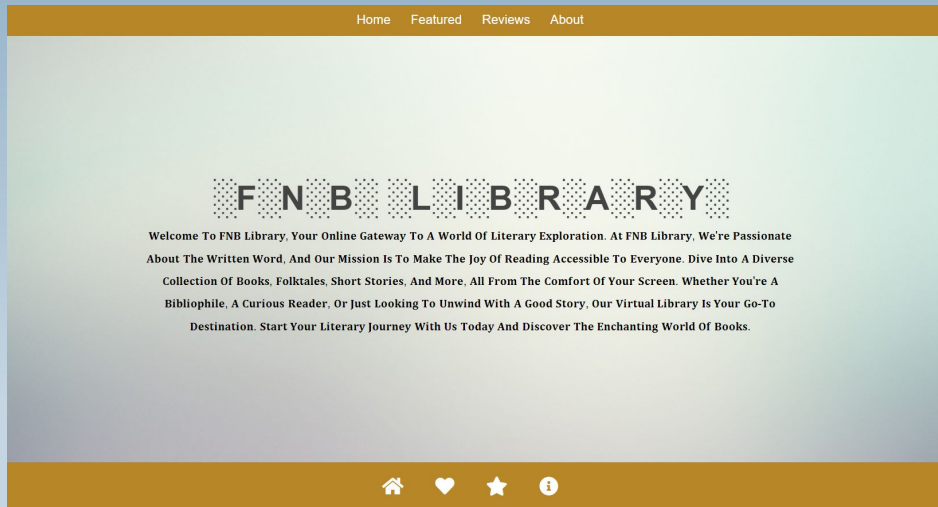 Home Featured Reviews About
░F░N░B░ ░L░I░B░R░A░R░Y░
Welcome To FNB Library, Your Online Gateway To A World Of Literary Exploration. At FNB Library, We're Passionate
About The Written Word, And Our Mission Is To Make The Joy Of Reading Accessible To Everyone. Dive Into A Diverse
Collection Of Books, Folktales, Short Stories, And More, All From The Comfort Of Your Screen. Whether You're A
Bibliophile, A Curious Reader, Or Just Looking To Unwind With A Good Story, Our Virtual Library Is Your Go-To
Destination. Start Your Literary Journey With Us Today And Discover The Enchanting World Of Books.